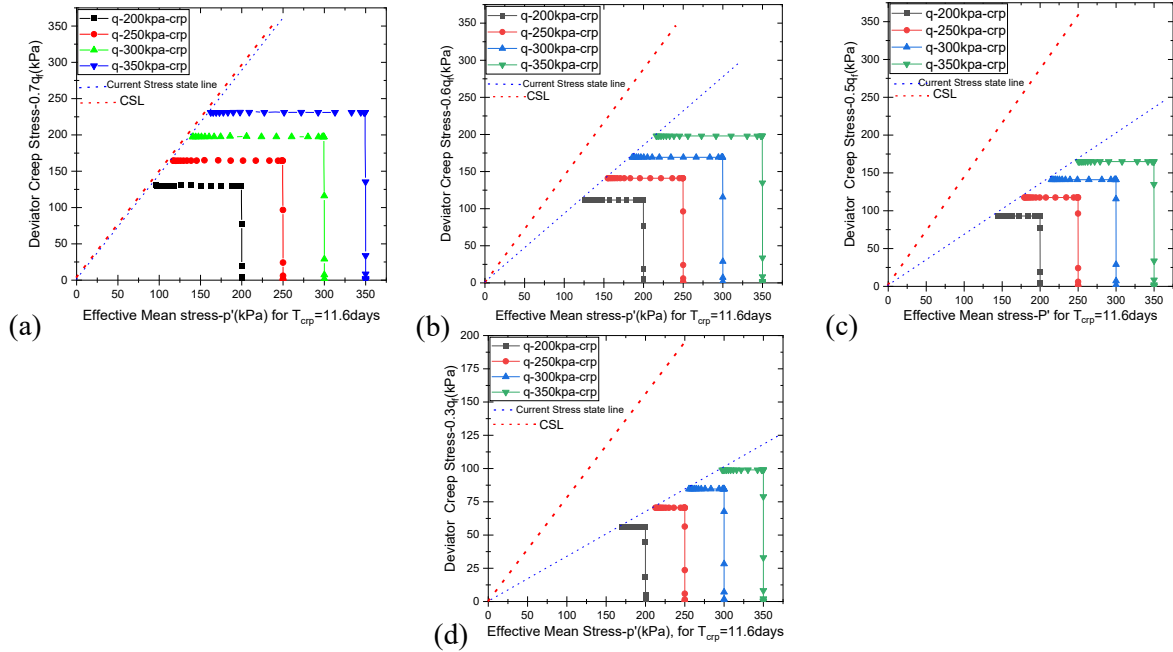 q-200kpa-crp
q-250kpa-crp
q-300kpa-crp
q-350kpa-crp
Current Stress state line
CSL
Deviator Creep Stress-0.7qf(kPa)
350
300
250
200
150
100
50
0
0 50 100 150 200 250 300 350
Effective Mean stress-p'(kPa) for Tcrp=11.6days
(a)
q-200kpa-crp
q-250kpa-crp
q-300kpa-crp
q-350kpa-crp
Current Stress state line
CSL
Deviator Creep Stress-0.6qf(kPa)
350
300
250
200
150
100
50
0
0 50 100 150 200 250 300 350
Effective Mean stress-p'(kPa) for Tcrp=11.6days
(b)
q-200kpa-crp
q-250kpa-crp
q-300kpa-crp
q-350kpa-crp
Current Stress state line
CSL
Deviator Creep Stress-0.5qf(kPa)
350
300
250
200
150
100
50
0
0 50 100 150 200 250 300 350
Effective Mean stress-P' for Tcrp=11.6days
(c)
q-200kpa-crp
q-250kpa-crp
q-300kpa-crp
q-350kpa-crp
Current Stress state line
CSL
Deviator Creep Stress-0.3qf(kPa)
200
175
150
125
100
75
50
25
0
0 50 100 150 200 250 300 350
Effective Mean Stress-p'(kPa), for Tcrp=11.6days
(d)